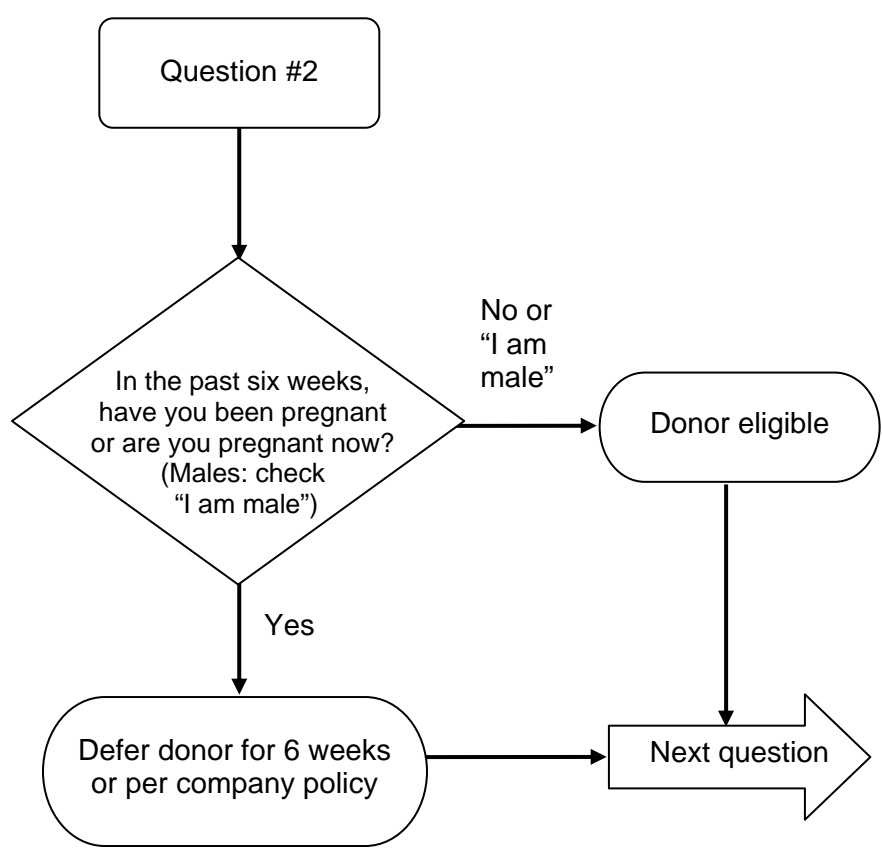 Question #2
No or
“I am
male”
In the past six weeks,
have you been pregnant
or are you pregnant now?
(Males: check
“I am male”)
Donor eligible
Yes
Defer donor for 6 weeks
or per company policy
Next question